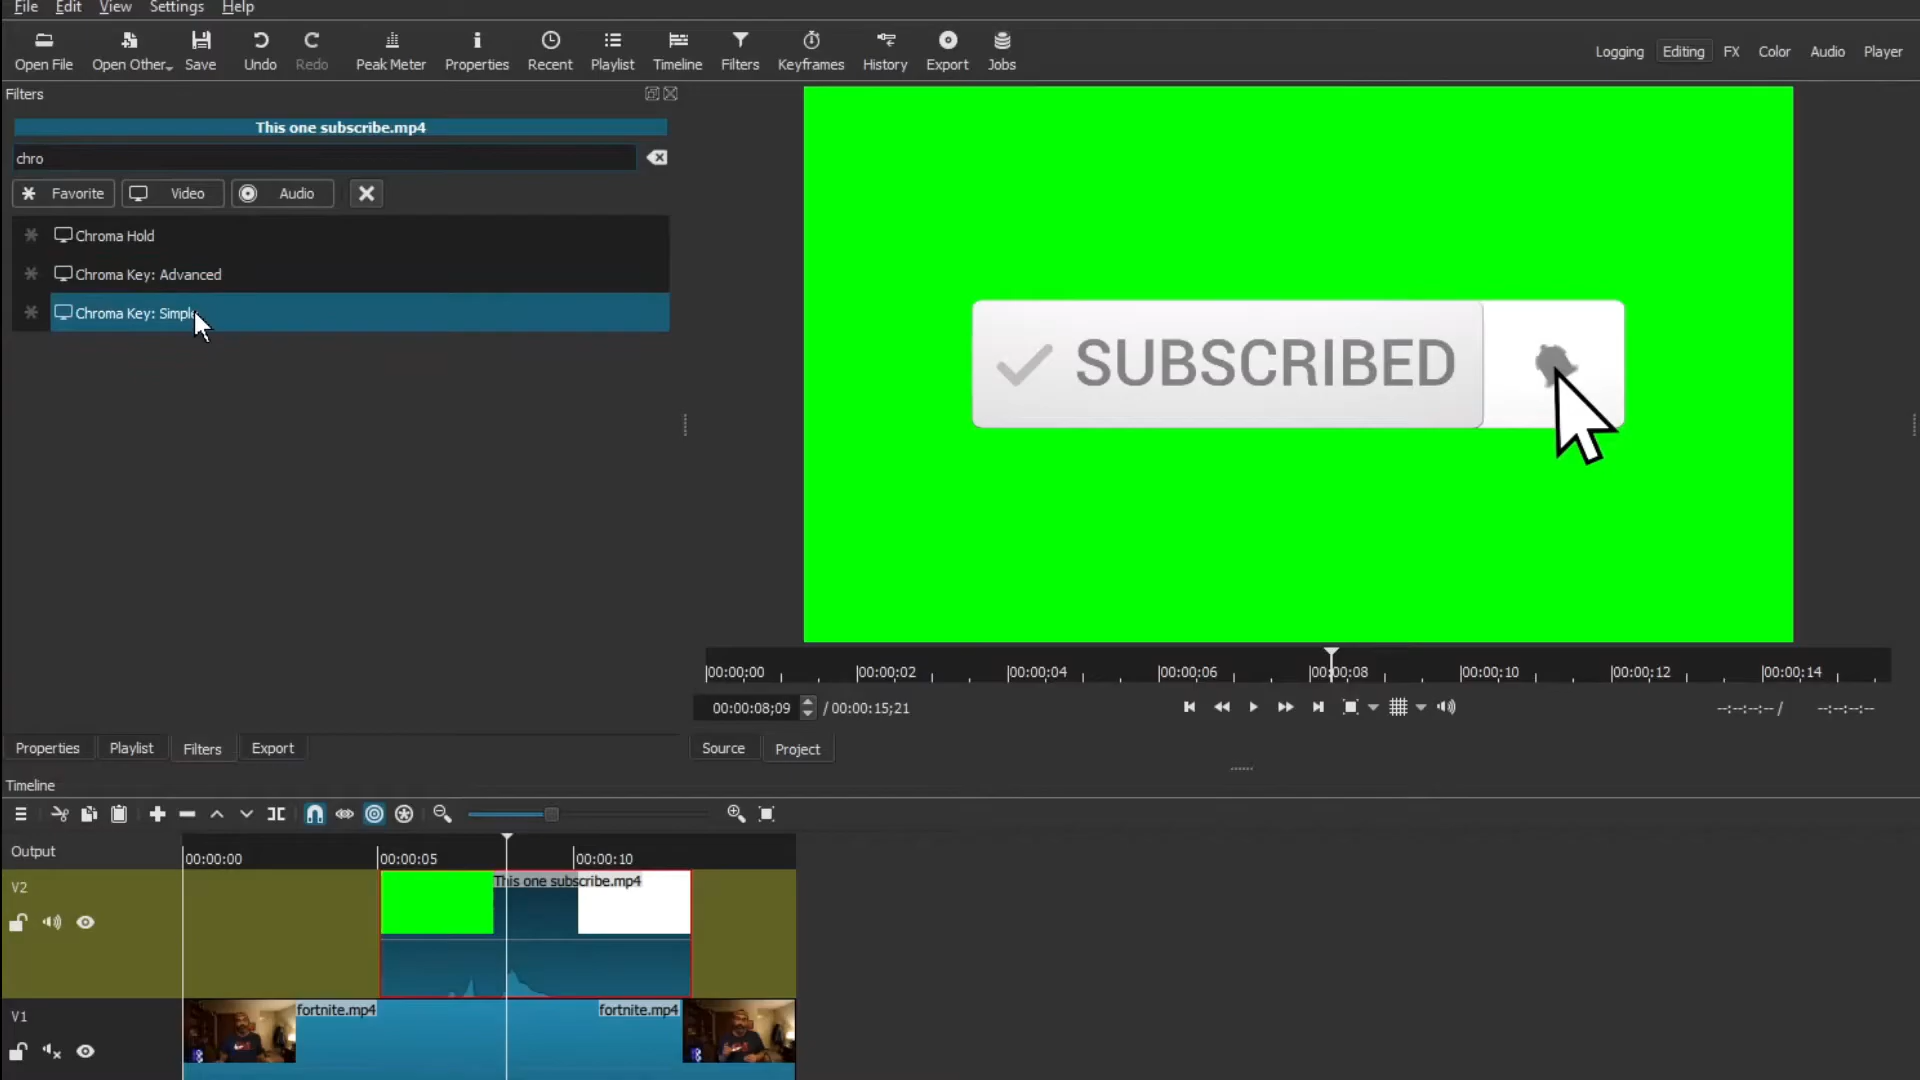 File Edit View Settings Help
Open File Open Other Save Undo Redo Peak Meter Properties Recent Playlist Timeline Filters Keyframes History Export Jobs
Logging Editing FX Color Audio Player
Filters
This one subscribe.mp4
chro
Favorite Video Audio
Chroma Hold
Chroma Key: Advanced
Chroma Key: Simple
SUBSCRIBED
00:00:00 00:00:02 00:00:04 00:00:06 00:00:08 00:00:10 00:00:12 00:00:14
00:00:08;09 / 00:00:15;21 --:--:--:-- / --:--:--:--
Properties Playlist Filters Export
Source Project
Timeline
Output
00:00:00 00:00:05 00:00:10
V2
This one subscribe.mp4
V1
fortnite.mp4 fortnite.mp4